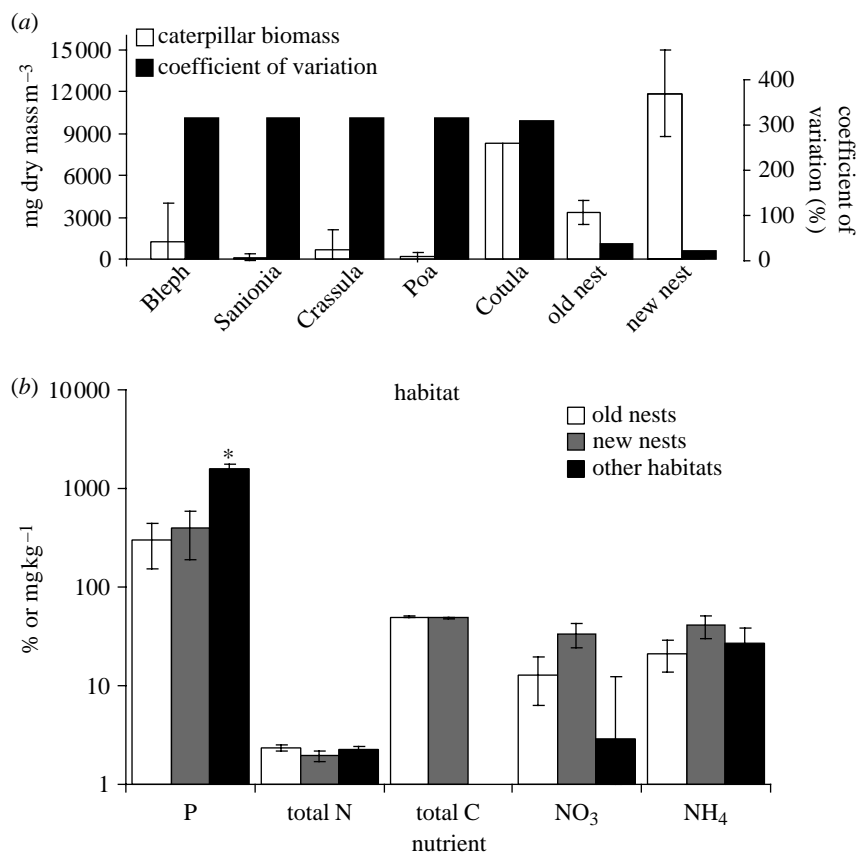 (a)
caterpillar biomass
coefficient of variation
mg dry mass m⁻³
15000
12000
9000
6000
3000
0
400
300
200
100
0
coefficient of
variation (%)
Bleph
Sanionia
Crassula
Poa
Cotula
old nest
new nest
habitat
(b)
old nests
new nests
other habitats
% or mg kg⁻¹
10 000
1000
100
10
1
*
P
total N
total C
NO₃
NH₄
nutrient